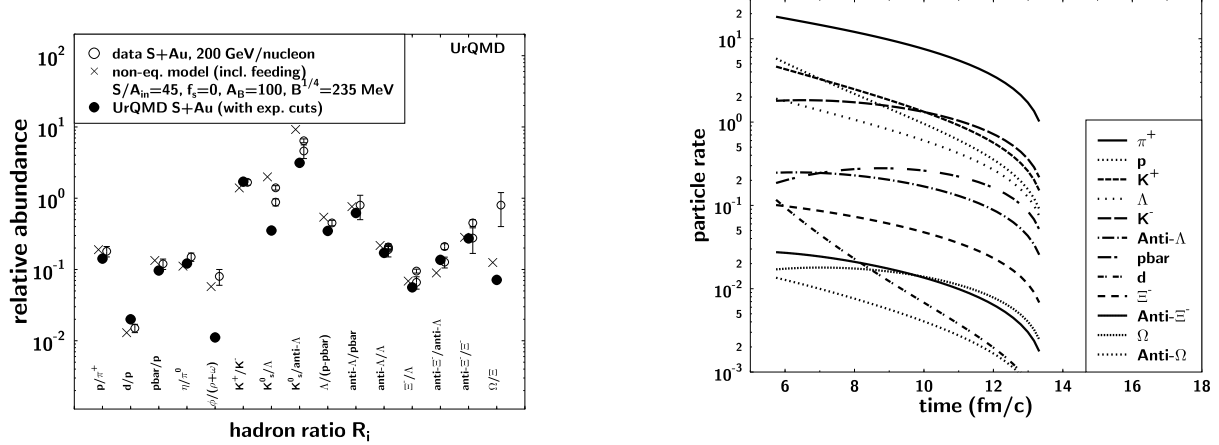 UrQMD
data S+Au, 200 GeV/nucleon
non-eq. model (incl. feeding)
S/A_in=45, f_s=0, A_B=100, B^1/4=235 MeV
UrQMD S+Au (with exp. cuts)
10^2
10^1
10^0
10^-1
10^-2
relative abundance
p/π^+
d/p
pbar/p
η/π^0
ϕ/(ρ+ω)
K^+/K^-
K^0_s/Λ
K^0_s/anti-Λ
Λ/(p-pbar)
anti-Λ/pbar
anti-Λ/Λ
Ξ^-/Λ
anti-Ξ^-/anti-Λ
anti-Ξ^-/Ξ^-
Ω/Ξ^-
hadron ratio R_i
2
10^1
5
2
10^0
5
2
10^-1
5
2
10^-2
5
2
10^-3
particle rate
π^+
p
K^+
Λ
K^-
Anti-Λ
pbar
d
Ξ^-
Anti-Ξ^-
Ω
Anti-Ω
4 6 8 10 12 14 16 18
time (fm/c)